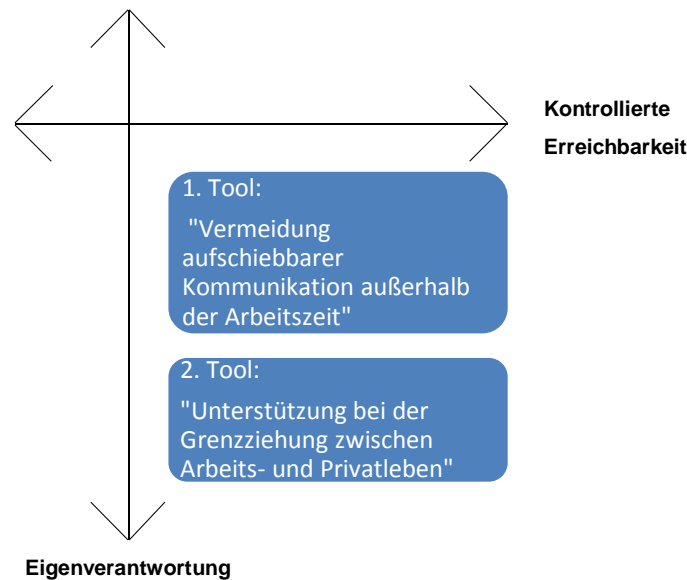 Kontrollierte
Erreichbarkeit
1. Tool:
"Vermeidung
aufschiebbarer
Kommunikation außerhalb
der Arbeitszeit"
2. Tool:
"Unterstützung bei der
Grenzziehung zwischen
Arbeits- und Privatleben"
Eigenverantwortung